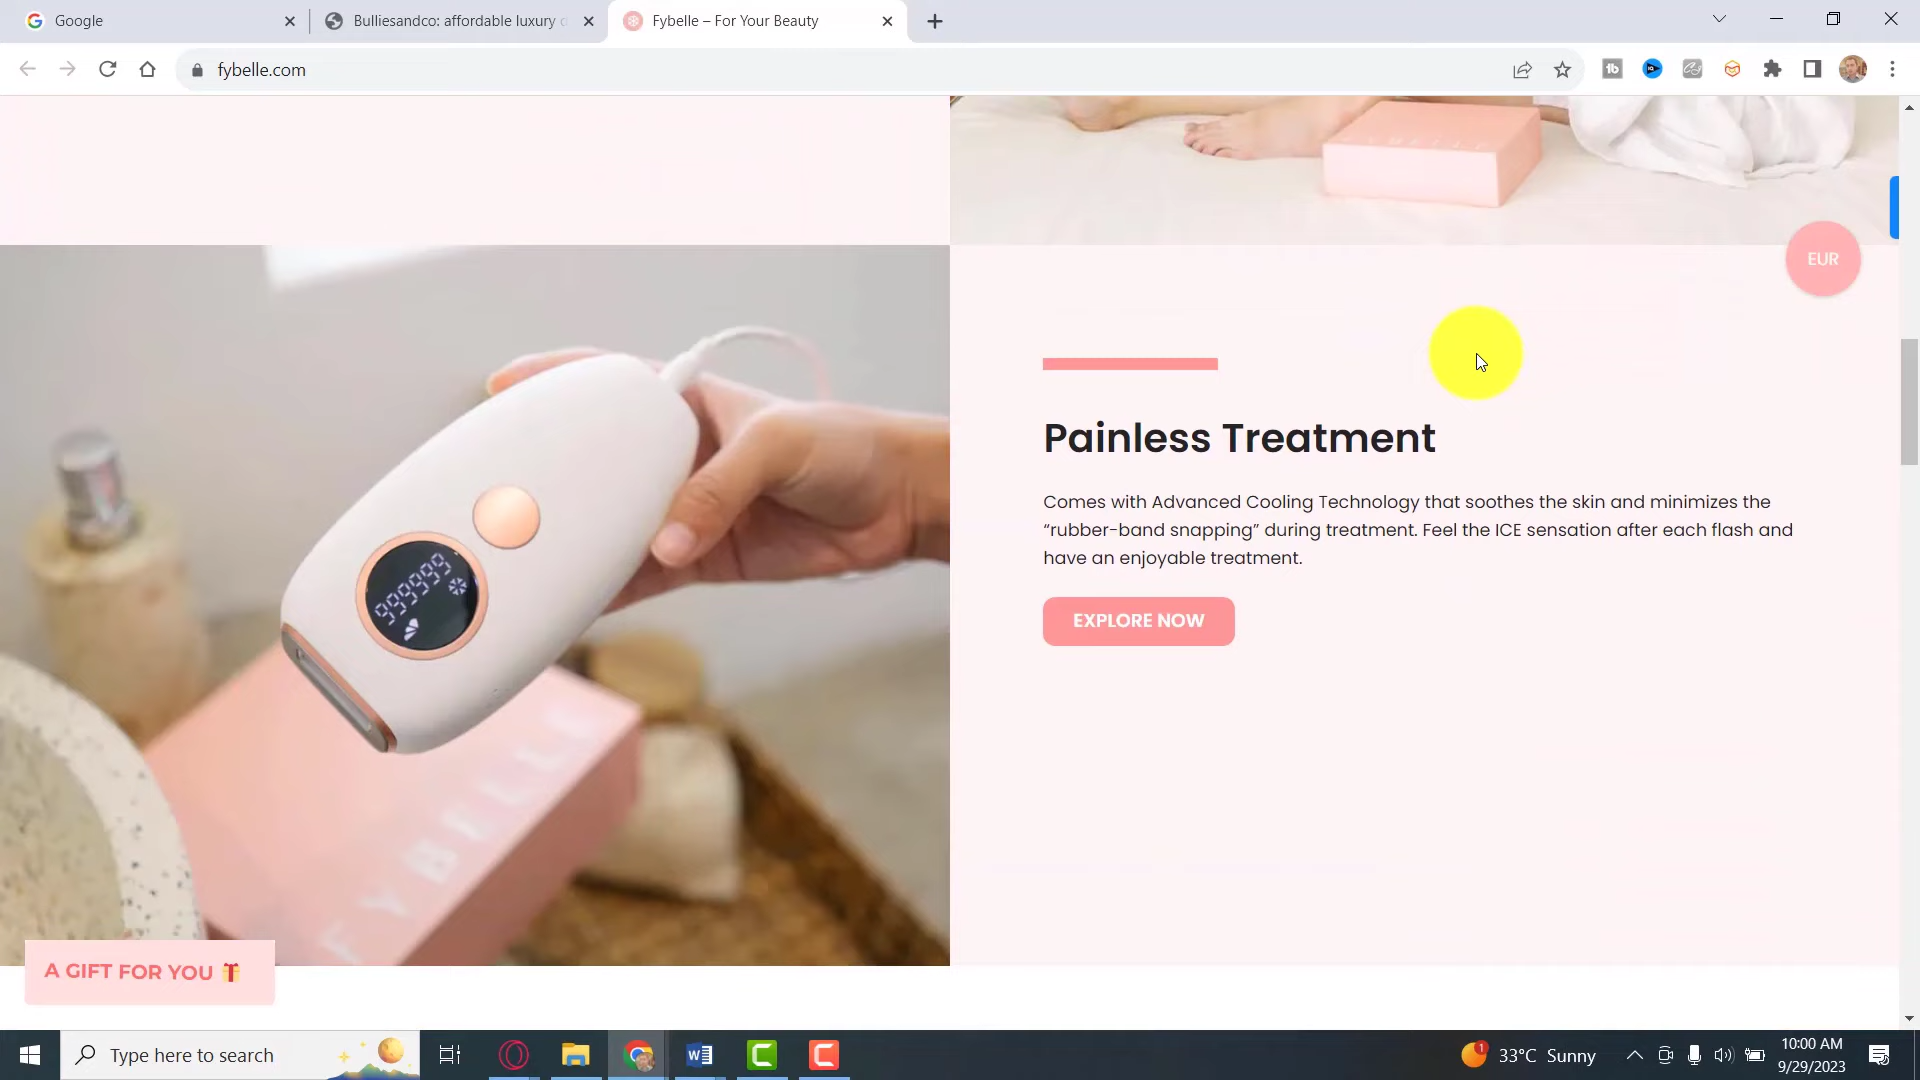 Google
Bulliesandco: affordable luxury
Fybelle – For Your Beauty
fybelle.com
EUR
Painless Treatment
Comes with Advanced Cooling Technology that soothes the skin and minimizes the
“rubber-band snapping” during treatment. Feel the ICE sensation after each flash and
have an enjoyable treatment.
EXPLORE NOW
999999
FYBELLE
A GIFT FOR YOU
Type here to search
1
33°C Sunny
10:00 AM
9/29/2023